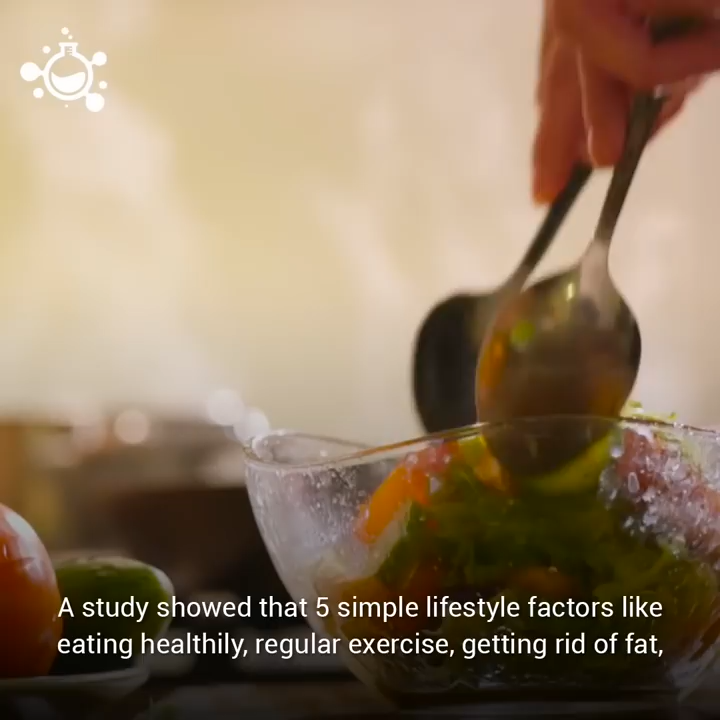 A study showed that 5 simple lifestyle factors like
eating healthily, regular exercise, getting rid of fat,